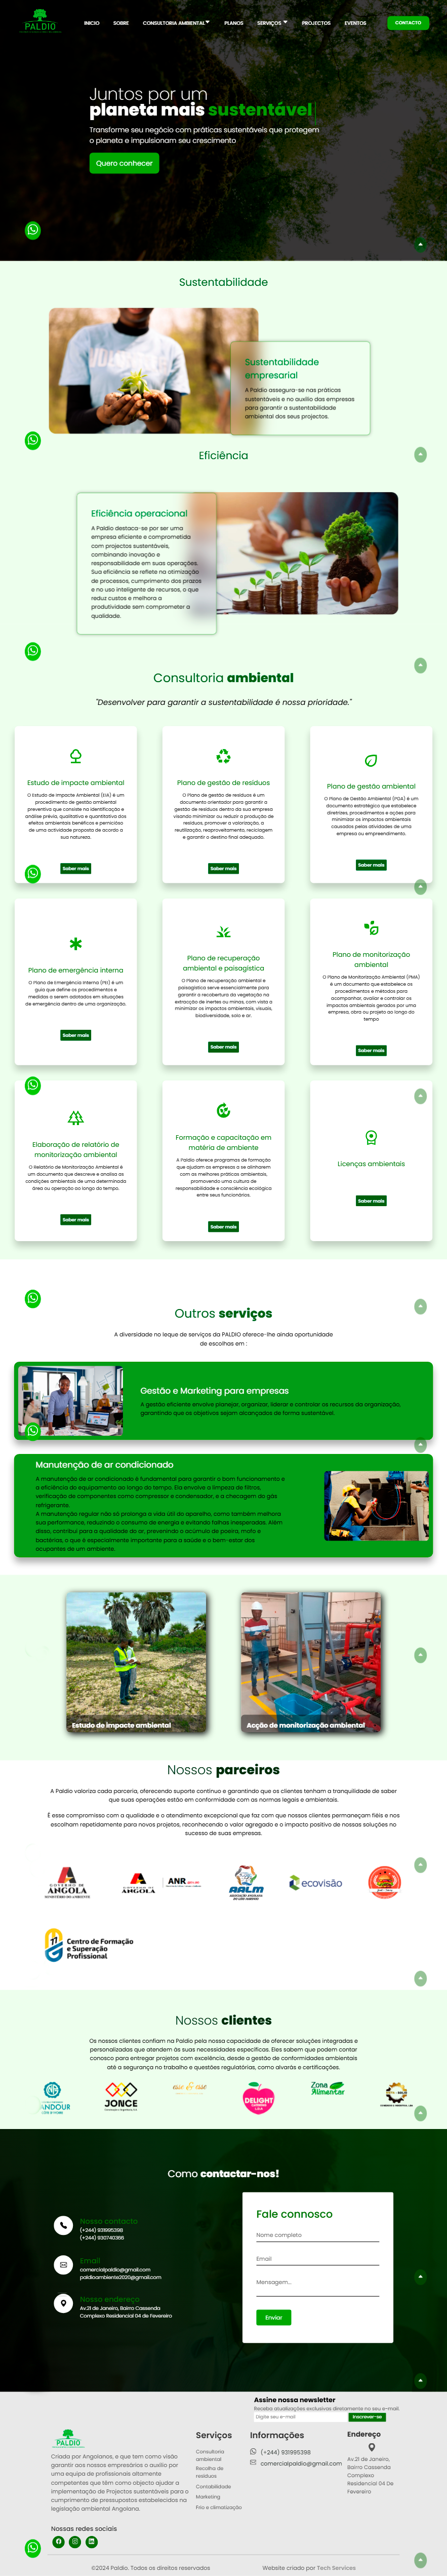 PALDIO
INICIO
SOBRE
CONSULTORIA AMBIENTAL
PLANOS
SERVIÇOS
PROJECTOS
EVENTOS
CONTACTO
Juntos por um
planeta mais sustentável
Transforme seu negócio com práticas sustentáveis que protegem
o planeta e impulsionam seu crescimento
Quero conhecer
Sustentabilidade
Sustentabilidade
empresarial
A Paldio assegura-se nas práticas
sustentáveis e no auxílio das empresas
para garantir a sustentabilidade
ambiental dos seus projectos.
Eficiência
Eficiência operacional
A Paldio destaca-se por ser uma
empresa eficiente e comprometida
com projectos sustentáveis,
combinando inovação e
responsabilidade em suas operações.
Sua eficiência se reflete na otimização
de processos, cumprimento dos prazos
e no uso inteligente de recursos, o que
reduz custos e melhora a
produtividade sem comprometer a
qualidade.
Consultoria ambiental
"Desenvolver para garantir a sustentabilidade é nossa prioridade."
Estudo de impacte ambiental
O Estudo de Impacte Ambiental (EIA) é um
procedimento de gestão ambiental
preventiva que consiste na identificação e
análise prévia, qualitativa e quantitativa dos
efeitos ambientais benéficos e perniciosos
de uma actividade proposta de acordo a
sua natureza.
Saber mais
Plano de gestão de resíduos
O Plano de gestão de resíduos é um
documento orientador para garantir a
gestão de resíduos dentro da sua empresa
visando minimizar ou reduzir a produção de
resíduos, promover a valorização, a
reutilização, reaproveitamento, reciclagem
e garantir o destino final adequado.
Saber mais
Plano de gestão ambiental
O Plano de Gestão Ambiental (PGA) é um
documento estratégico que estabelece
diretrizes, procedimentos e ações para
minimizar os impactos ambientais
causados pelas atividades de uma
empresa ou empreendimento.
Saber mais
Plano de emergência interna
O Plano de Emergência Interna (PEI) é um
guia que define os procedimentos e
medidas a serem adotadas em situações
de emergência dentro de uma organização.
Saber mais
Plano de recuperação
ambiental e paisagística
O Plano de recuperação ambiental e
paisagística serve essencialmente para
garantir a recobertura da vegetação na
extração de inertes ou minas, com vista a
minimizar os impactos ambientais, visuais,
biodiversidade, solo e ar.
Saber mais
Plano de monitorização
ambiental
O Plano de Monitorização Ambiental (PMA)
é um documento que estabelece os
procedimentos e métodos para
acompanhar, avaliar e controlar os
impactos ambientais gerados por uma
empresa, obra ou projeto ao longo do
tempo
Saber mais
Elaboração de relatório de
monitorização ambiental
O Relatório de Monitorização Ambiental é
um documento que descreve e analisa as
condições ambientais de uma determinada
área ou operação ao longo do tempo.
Saber mais
Formação e capacitação em
matéria de ambiente
A Paldio oferece programas de formação
que ajudam as empresas a se alinharem
com as melhores práticas ambientais,
promovendo uma cultura de
responsabilidade e consciência ecológica
entre seus funcionários.
Saber mais
Licenças ambientais
Saber mais
Outros serviços
A diversidade no leque de serviços da PALDIO oferece-lhe ainda oportunidade
de escolhas em :
Gestão e Marketing para empresas
A gestão eficiente envolve planejar, organizar, liderar e controlar os recursos da organização,
garantindo que os objetivos sejam alcançados de forma sustentável.
Manutenção de ar condicionado
A manutenção de ar condicionado é fundamental para garantir o bom funcionamento e
a eficiência do equipamento ao longo do tempo. Ela envolve a limpeza de filtros,
verificação de componentes como compressor e condensador, e a checagem do gás
refrigerante.
A manutenção regular não só prolonga a vida útil do aparelho, como também melhora
sua performance, reduzindo o consumo de energia e evitando falhas inesperadas. Além
disso, contribui para a qualidade do ar, prevenindo o acúmulo de poeira, mofo e
bactérias, o que é especialmente importante para a saúde e o bem-estar dos
ocupantes de um ambiente.
Estudo de impacte ambiental
Acção de monitorização ambiental
Nossos parceiros
A Paldio valoriza cada parceria, oferecendo suporte contínuo e garantindo que os clientes tenham a tranquilidade de saber
que suas operações estão em conformidade com as normas legais e ambientais.
É esse compromisso com a qualidade e o atendimento excepcional que faz com que nossos clientes permaneçam fiéis e nos
escolham repetidamente para novos projetos, reconhecendo o valor agregado e o impacto positivo de nossas soluções no
sucesso de suas empresas.
GOVERNO DE
ANGOLA
MINISTÉRIO DO AMBIENTE
ANGOLA
ANR
AALM
ecovisão
Centro de Formação
e Superação
Profissional
Nossos clientes
Os nossos clientes confiam na Paldio pela nossa capacidade de oferecer soluções integradas e
personalizadas que atendem às suas necessidades específicas. Eles sabem que podem contar
conosco para entregar projetos com excelência, desde a gestão de conformidades ambientais
até a segurança no trabalho e questões regulatórias, como alvarás e certificações.
ANDOUR
JONCE
DELIGHT
Zona
Alimentar
Como contactar-nos!
Nosso contacto
(+244) 931995398
(+244) 930740366
Email
comercialpaldio@gmail.com
paldioambiente2020@gmail.com
Nosso endereço
Av.21 de Janeiro, Bairro Cassenda
Complexo Residencial 04 de Fevereiro
Fale connosco
Nome completo
Email
Mensagem...
Enviar
Assine nossa newsletter
Receba atualizações exclusivas diretamente no seu e-mail.
Digite seu e-mail
Inscrever-se
PALDIO
Criada por Angolanos, e que tem como visão
garantir aos nossos empresários o auxílio por
uma equipa de profissionais altamente
competentes que têm como objecto ajudar a
implementação de Projectos sustentáveis para o
cumprimento de pressupostos estabelecidos na
legislação ambiental Angolana.
Nossas redes sociais
Serviços
Consultoria
ambiental
Recolha de
resíduos
Contabilidade
Marketing
Frio e climatização
Informações
(+244) 931995398
comercialpaldio@gmail.com
Endereço
Av.21 de Janeiro,
Bairro Cassenda
Complexo
Residencial 04 De
Fevereiro
©2024 Paldio. Todos os direitos reservados
Website criado por Tech Services